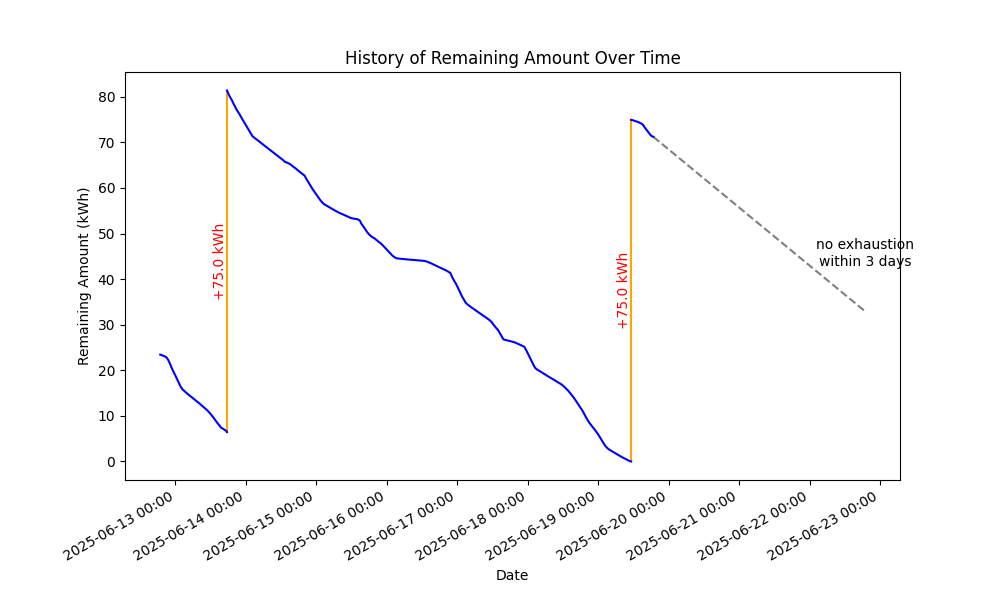 History of Remaining Amount Over Time
Remaining Amount (kWh)
80
70
60
50
40
30
20
10
0
+75.0 kWh
+75.0 kWh
no exhaustion
within 3 days
2025-06-13 00:00
2025-06-14 00:00
2025-06-15 00:00
2025-06-16 00:00
2025-06-17 00:00
2025-06-18 00:00
2025-06-19 00:00
2025-06-20 00:00
2025-06-21 00:00
2025-06-22 00:00
2025-06-23 00:00
Date